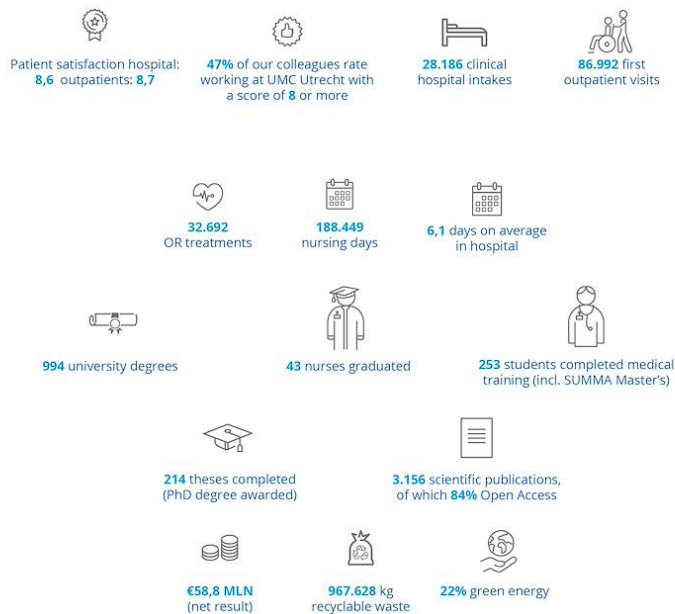 Patient satisfaction hospital:
8,6 outpatients: 8,7
47% of our colleagues rate
working at UMC Utrecht with
a score of 8 or more
28.186 clinical
hospital intakes
86.992 first
outpatient visits
32.692
OR treatments
188.449
nursing days
6,1 days on average
in hospital
994 university degrees
43 nurses graduated
253 students completed medical
training (incl. SUMMA Master's)
214 theses completed
(PhD degree awarded)
3.156 scientific publications,
of which 84% Open Access
€58,8 MLN
(net result)
967.628 kg
recyclable waste
22% green energy